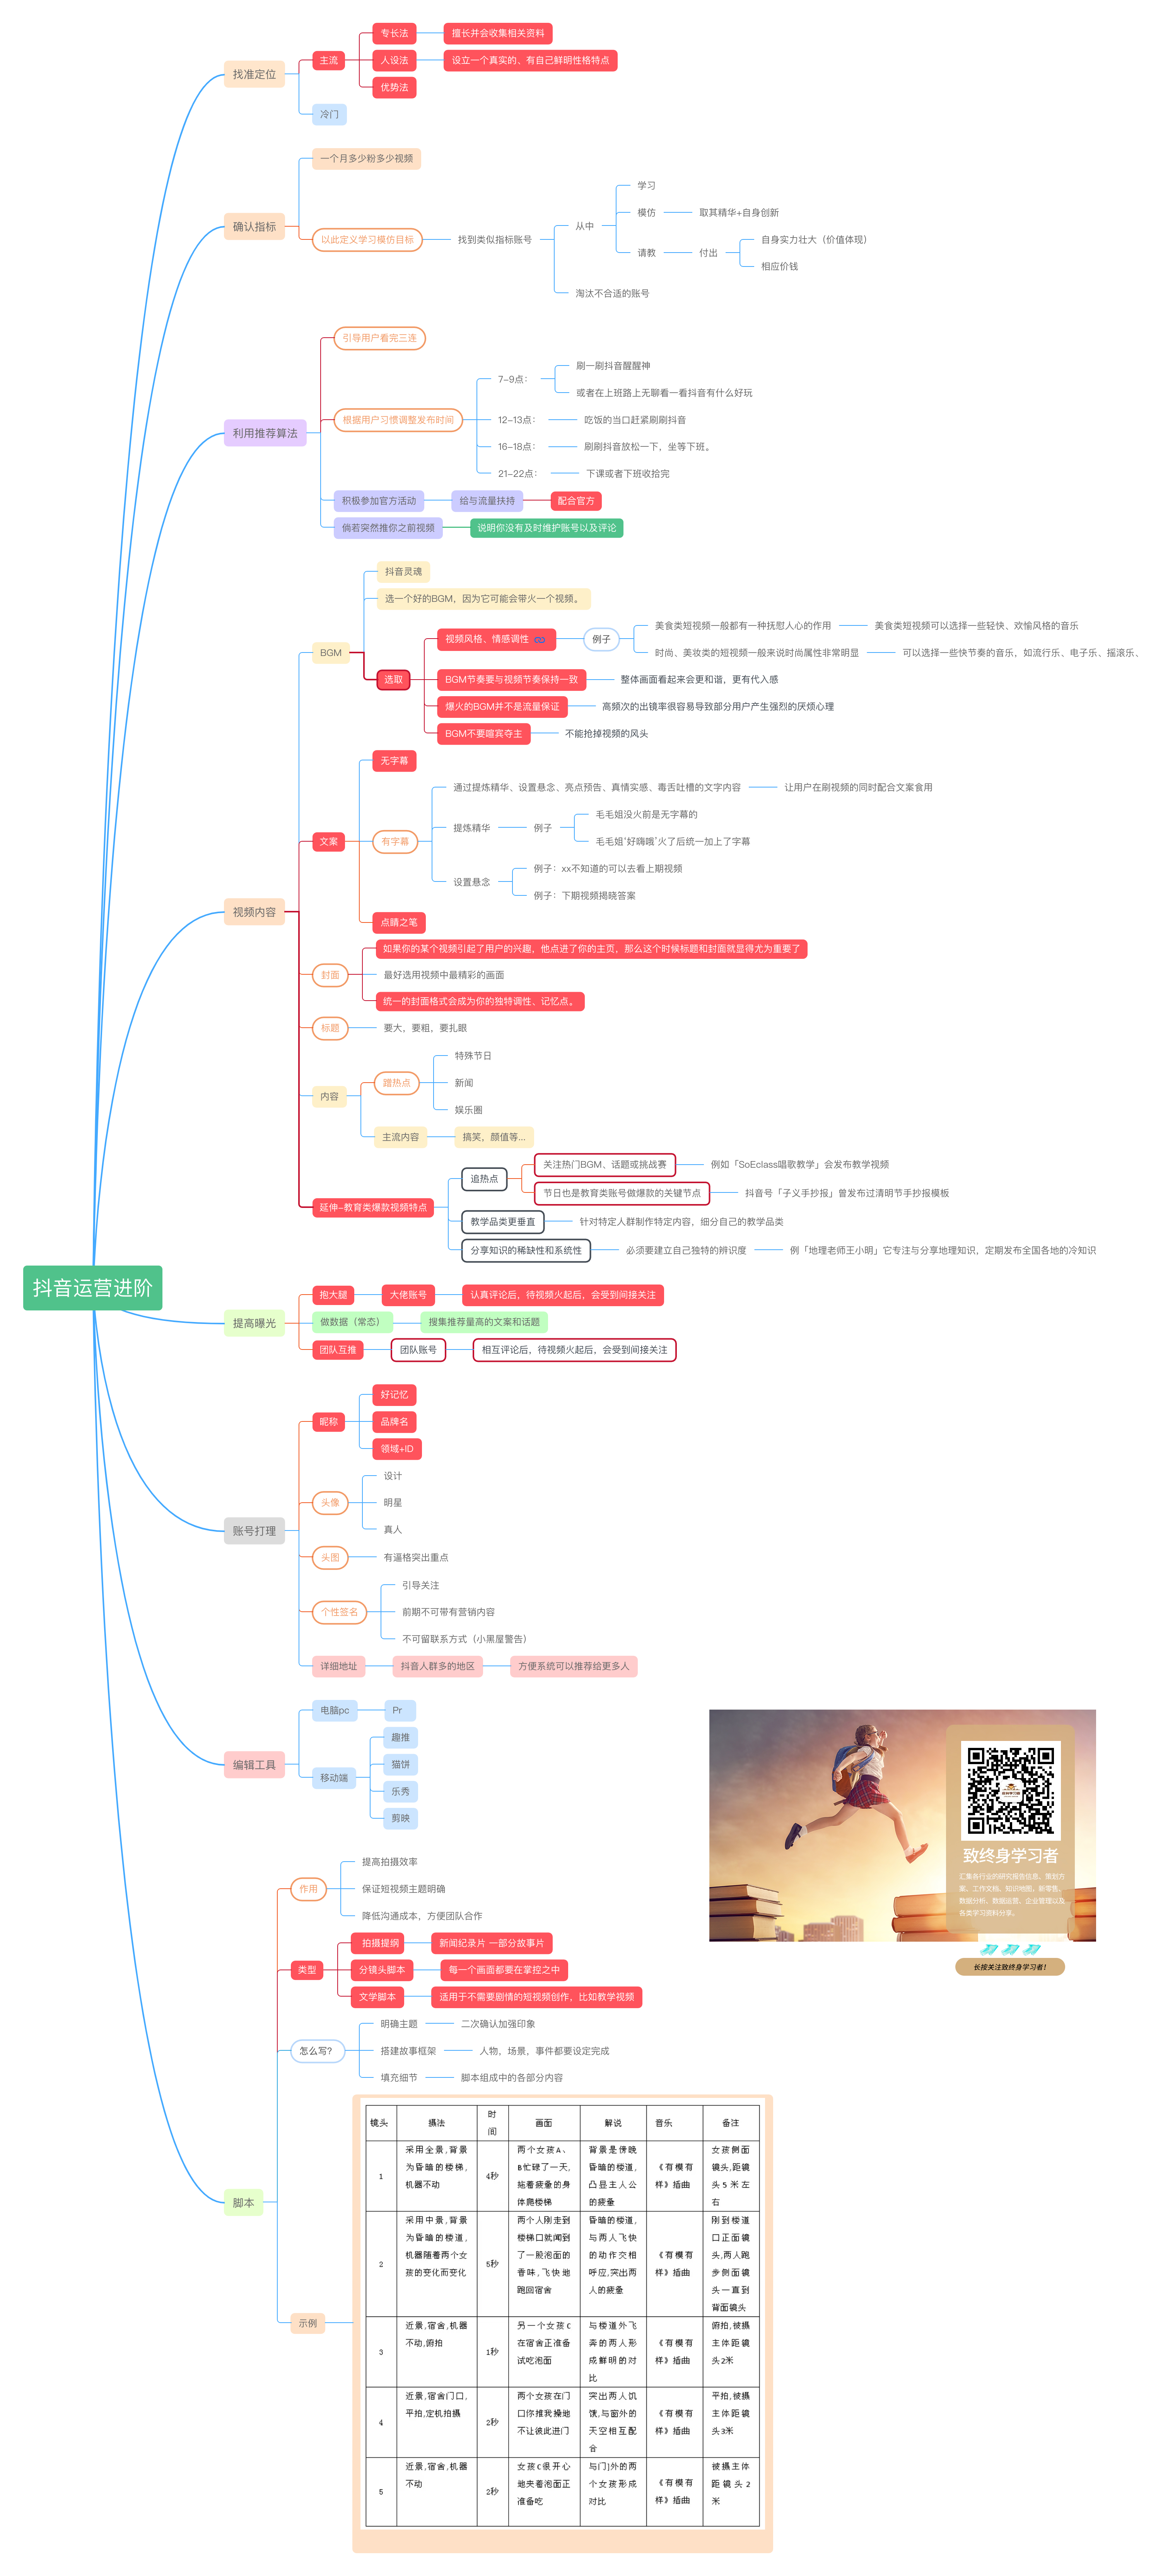 抖音运营进阶
找准定位
主流
专长法
擅长并会收集相关资料
人设法
设立一个真实的、有自己鲜明性格特点
优势法
冷门
确认指标
一个月多少粉多少视频
以此定义学习模仿目标
找到类似指标账号
从中
学习
模仿
取其精华+自身创新
请教
付出
自身实力壮大（价值体现）
相应价钱
淘汰不合适的账号
利用推荐算法
引导用户看完三连
根据用户习惯调整发布时间
7-9点：
刷一刷抖音醒醒神
或者在上班路上无聊看一看抖音有什么好玩
12-13点：
吃饭的当口赶紧刷刷抖音
16-18点：
刷刷抖音放松一下，坐等下班。
21-22点：
下课或者下班收拾完
积极参加官方活动
给与流量扶持
配合官方
倘若突然推你之前视频
说明你没有及时维护账号以及评论
视频内容
BGM
抖音灵魂
选一个好的BGM，因为它可能会带火一个视频。
选取
视频风格、情感调性
例子
美食类短视频一般都有一种抚慰人心的作用
美食类短视频可以选择一些轻快、欢愉风格的音乐
时尚、美妆类的短视频一般来说时尚属性非常明显
可以选择一些快节奏的音乐，如流行乐、电子乐、摇滚乐、
BGM节奏要与视频节奏保持一致
整体画面看起来会更和谐，更有代入感
爆火的BGM并不是流量保证
高频次的出镜率很容易导致部分用户产生强烈的厌烦心理
BGM不要喧宾夺主
不能抢掉视频的风头
文案
无字幕
有字幕
通过提炼精华、设置悬念、亮点预告、真情实感、毒舌吐槽的文字内容
让用户在刷视频的同时配合文案食用
提炼精华
例子
毛毛姐没火前是无字幕的
毛毛姐‘好嗨哦’火了后统一加上了字幕
设置悬念
例子：xx不知道的可以去看上期视频
例子：下期视频揭晓答案
点睛之笔
封面
如果你的某个视频引起了用户的兴趣，他点进了你的主页，那么这个时候标题和封面就显得尤为重要了
最好选用视频中最精彩的画面
统一的封面格式会成为你的独特调性、记忆点。
标题
要大，要粗，要扎眼
内容
蹭热点
特殊节日
新闻
娱乐圈
主流内容
搞笑，颜值等...
延伸-教育类爆款视频特点
追热点
关注热门BGM、话题或挑战赛
例如「SoEclass唱歌教学」会发布教学视频
节日也是教育类账号做爆款的关键节点
抖音号「子义手抄报」曾发布过清明节手抄报模板
教学品类更垂直
针对特定人群制作特定内容，细分自己的教学品类
分享知识的稀缺性和系统性
必须要建立自己独特的辨识度
例「地理老师王小明」它专注与分享地理知识，定期发布全国各地的冷知识
提高曝光
抱大腿
大佬账号
认真评论后，待视频火起后，会受到间接关注
做数据（常态）
搜集推荐量高的文案和话题
团队互推
团队账号
相互评论后，待视频火起后，会受到间接关注
账号打理
昵称
好记忆
品牌名
领域+ID
头像
设计
明星
真人
头图
有逼格突出重点
个性签名
引导关注
前期不可带有营销内容
不可留联系方式（小黑屋警告）
详细地址
抖音人群多的地区
方便系统可以推荐给更多人
编辑工具
电脑pc
Pr
移动端
趣推
猫饼
乐秀
剪映
致终身学习者
汇集各行业的研究报告信息、策划方
案、工作文档、知识地图，新零售，
数据分析、数据运营、企业管理以及
各类学习资料分享。
长按关注致终身学习者！
脚本
作用
提高拍摄效率
保证短视频主题明确
降低沟通成本，方便团队合作
类型
拍摄提纲
新闻纪录片 一部分故事片
分镜头脚本
每一个画面都要在掌控之中
文学脚本
适用于不需要剧情的短视频创作，比如教学视频
怎么写？
明确主题
二次确认加强印象
搭建故事框架
人物，场景，事件都要设定完成
填充细节
脚本组成中的各部分内容
示例
镜头
摄法
时
间
画面
解说
音乐
备注
1
采用全景,背景
为昏暗的楼梯,
机器不动
4秒
两个女孩A、
B忙碌了一天,
拖着疲惫的身
体爬楼梯
背景是傍晚
昏暗的楼道,
凸显主人公
的疲惫
《有模有
样》插曲
女孩侧面
镜头,距镜
头5米左
右
2
采用中景,背景
为昏暗的楼道,
机器随着两个女
孩的变化而变化
5秒
两个人刚走到
楼梯口就闻到
了一股泡面的
香味,飞快地
跑回宿舍
昏暗的楼道,
与两人飞快
的动作交相
呼应,突出两
人的疲惫
《有模有
样》插曲
刚到楼道
口正面镜
头,两人跑
步侧面镜
头一直到
背面镜头
3
近景,宿舍,机器
不动,俯拍
1秒
另一个女孩C
在宿舍正准备
试吃泡面
与楼道外飞
奔的两人形
成鲜明的对
比
《有模有
样》插曲
俯拍,被摄
主体距镜
头2米
4
近景,宿舍门口,
平拍,定机拍摄
2秒
两个女孩在门
口你推我搡地
不让彼此进门
突出两人饥
饿,与窗外的
天空相互配
合
《有模有
样》插曲
平拍,被摄
主体距镜
头3米
5
近景,宿舍,机器
不动
2秒
女孩C很开心
地夹着泡面正
准备吃
与门外的两
个女孩形成
对比
《有模有
样》插曲
被摄主体
距镜头2
米